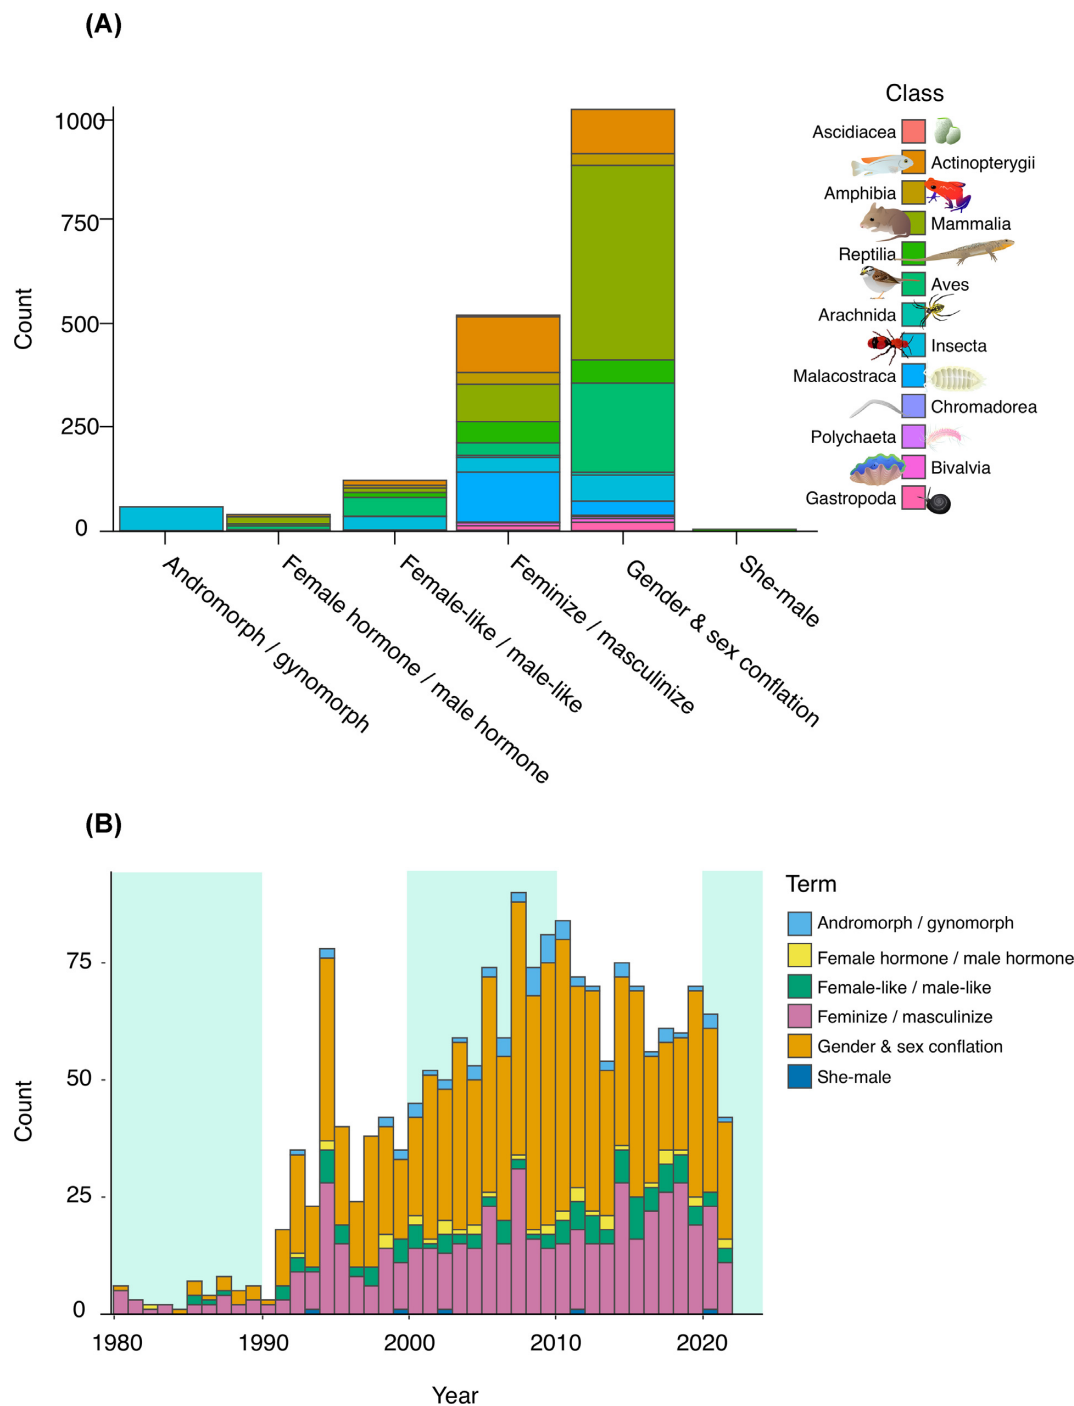 (A)
Count
1000
750
500
250
0
Andromorph / gynomorph
Female hormone / male hormone
Female-like / male-like
Feminize / masculinize
Gender & sex conflation
She-male
Class
Ascidiacea
Actinopterygii
Amphibia
Mammalia
Reptilia
Aves
Arachnida
Insecta
Malacostraca
Chromadorea
Polychaeta
Bivalvia
Gastropoda
(B)
Count
75
50
25
0
1980
1990
2000
2010
2020
Year
Term
Andromorph / gynomorph
Female hormone / male hormone
Female-like / male-like
Feminize / masculinize
Gender & sex conflation
She-male